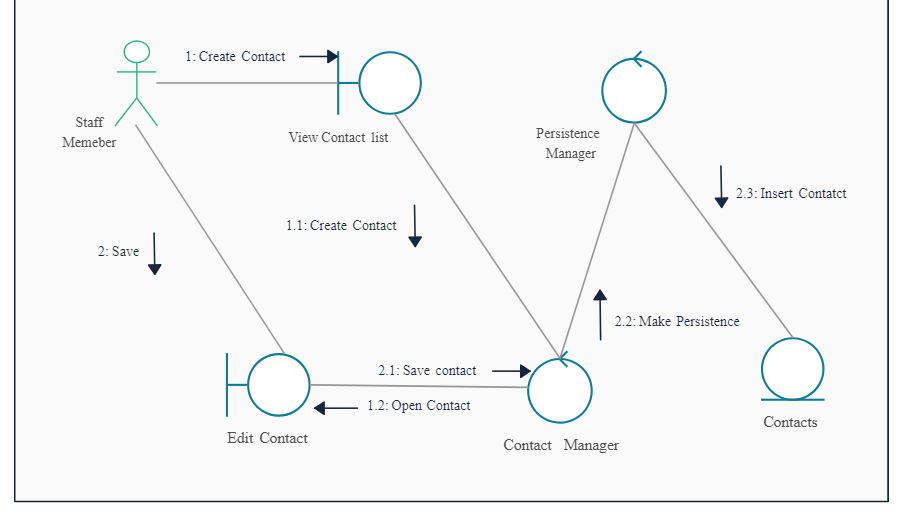 1: Create Contact
Staff
Memeber
View Contact list
Persistence
Manager
2.3: Insert Contatct
1.1: Create Contact
2: Save
2.2: Make Persistence
2.1: Save contact
1.2: Open Contact
Edit Contact
Contact Manager
Contacts